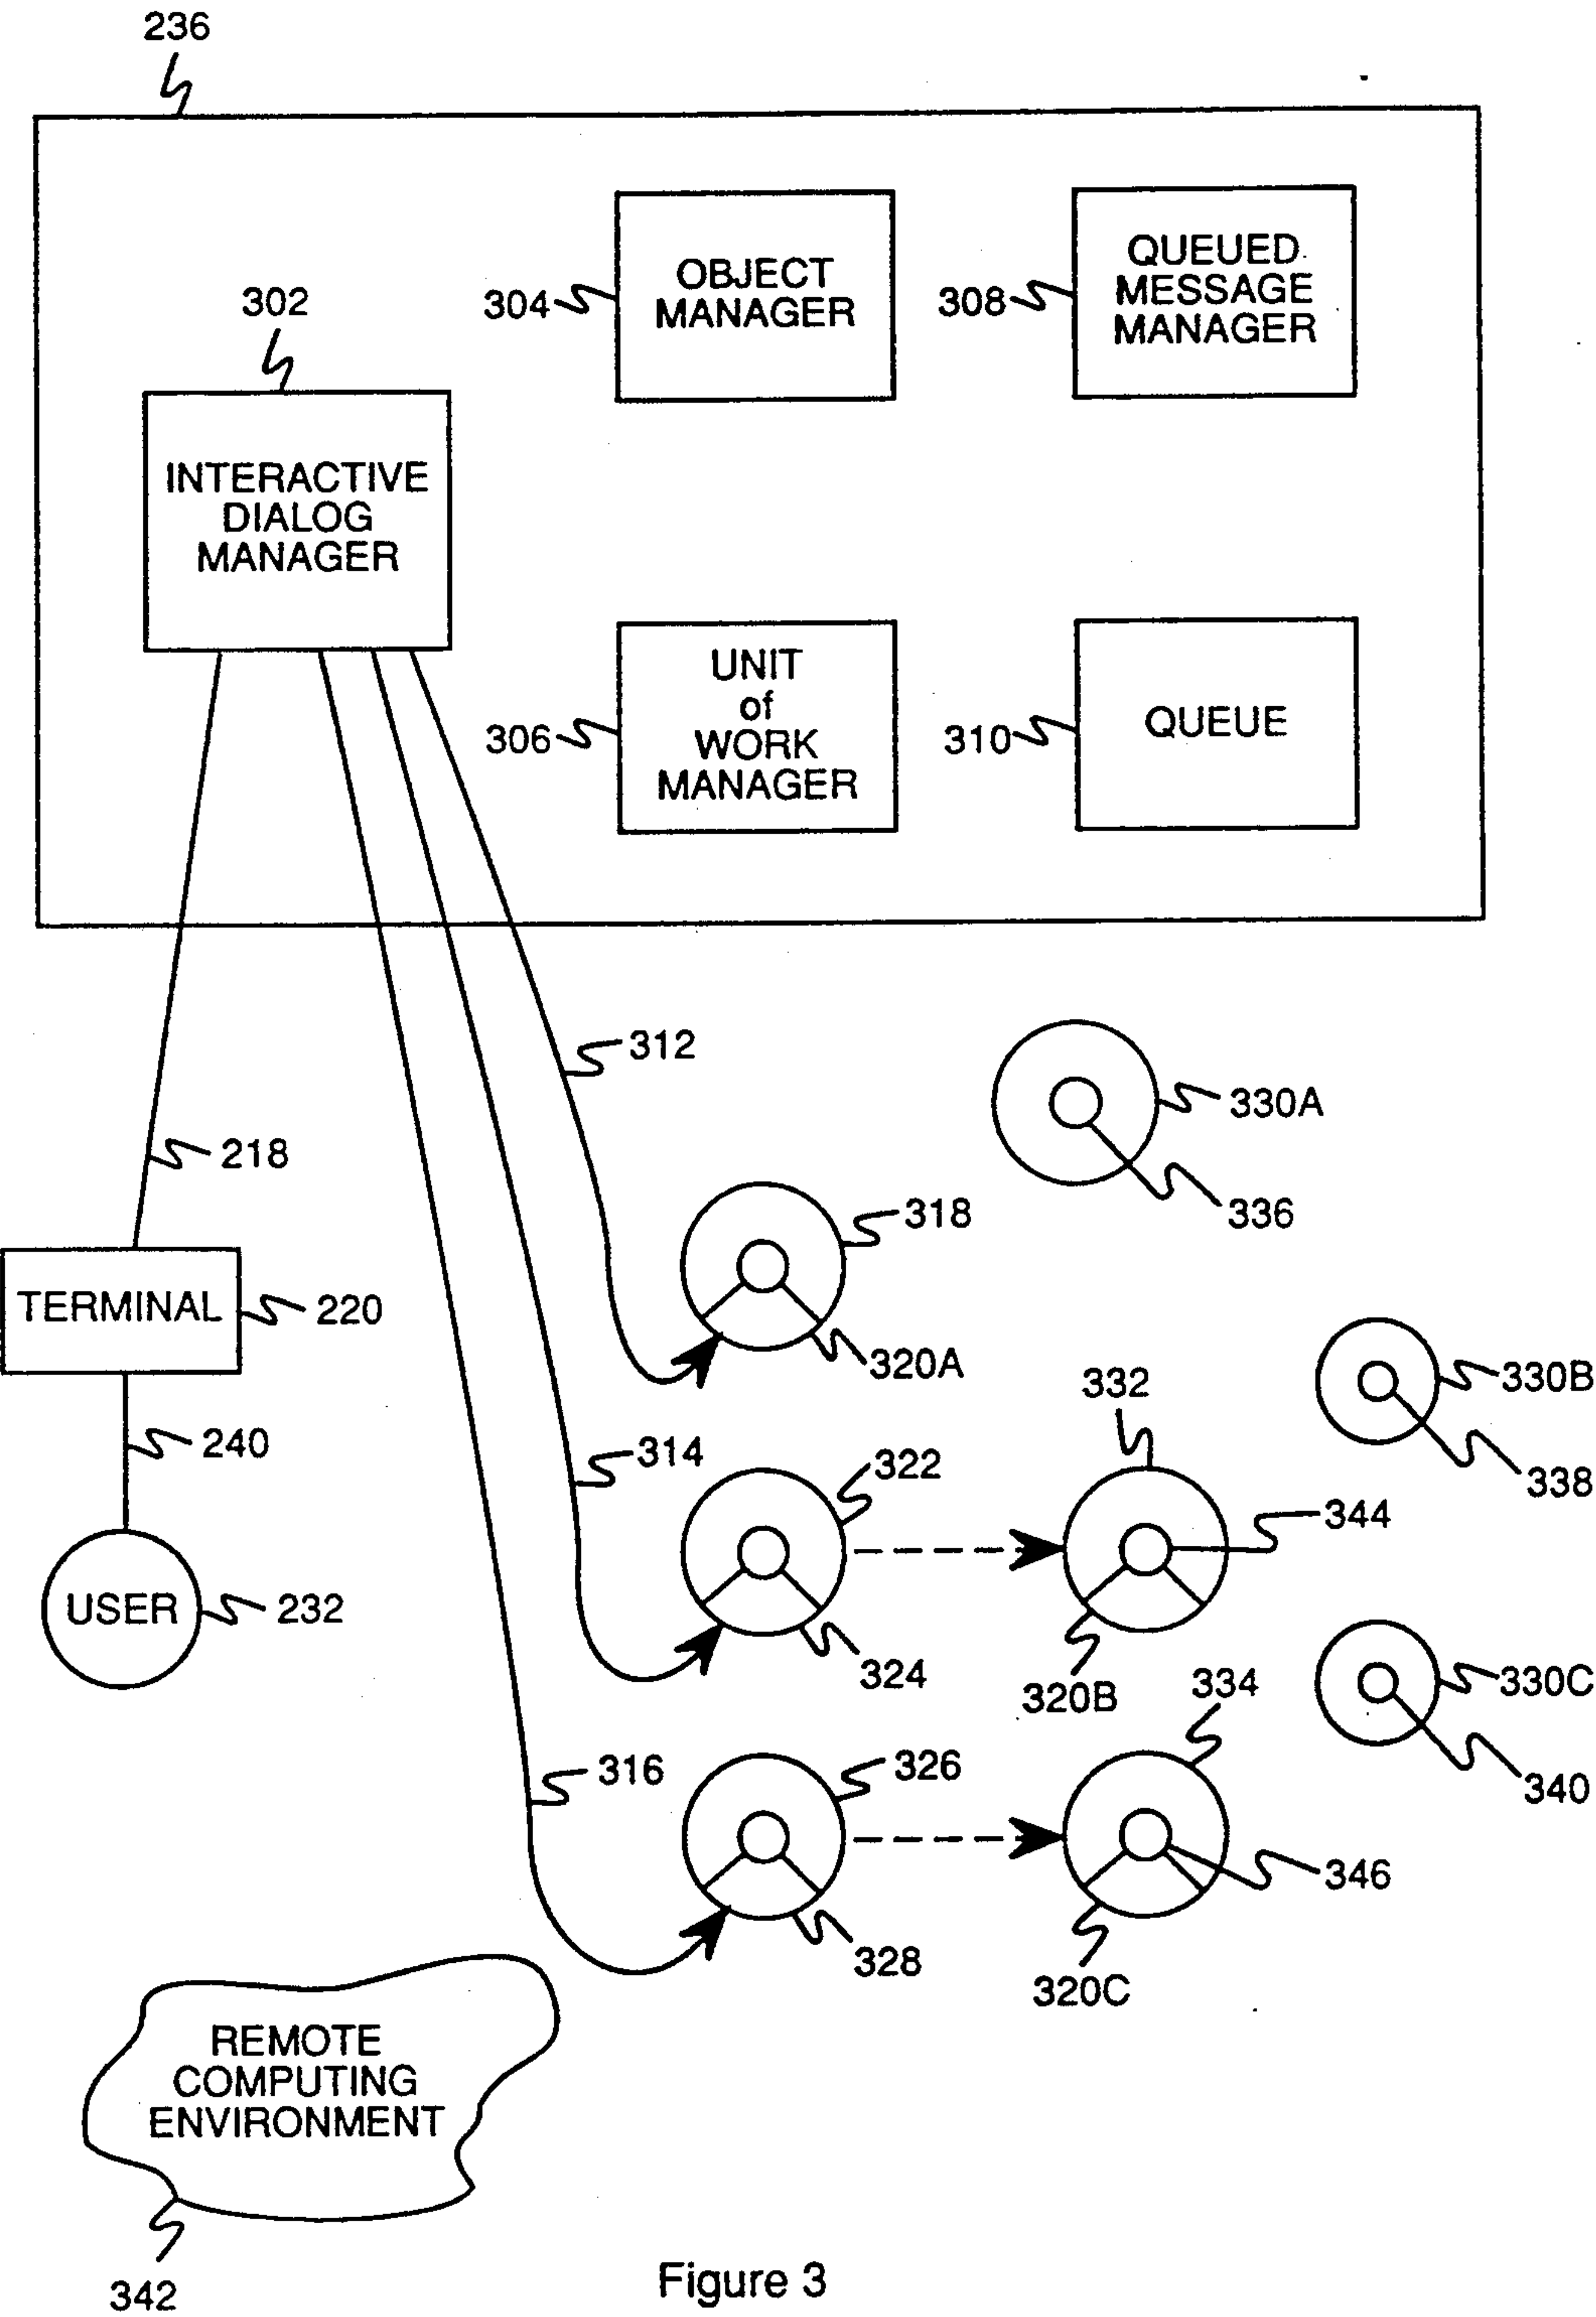 236
302
304
OBJECT
MANAGER
308
QUEUED
MESSAGE
MANAGER
INTERACTIVE
DIALOG
MANAGER
306
UNIT
of
WORK
MANAGER
310
QUEUE
312
330A
218
336
318
TERMINAL
220
320A
330B
332
240
314
322
338
344
USER
232
324
320B
334
330C
316
326
340
346
328
320C
REMOTE
COMPUTING
ENVIRONMENT
342
Figure 3